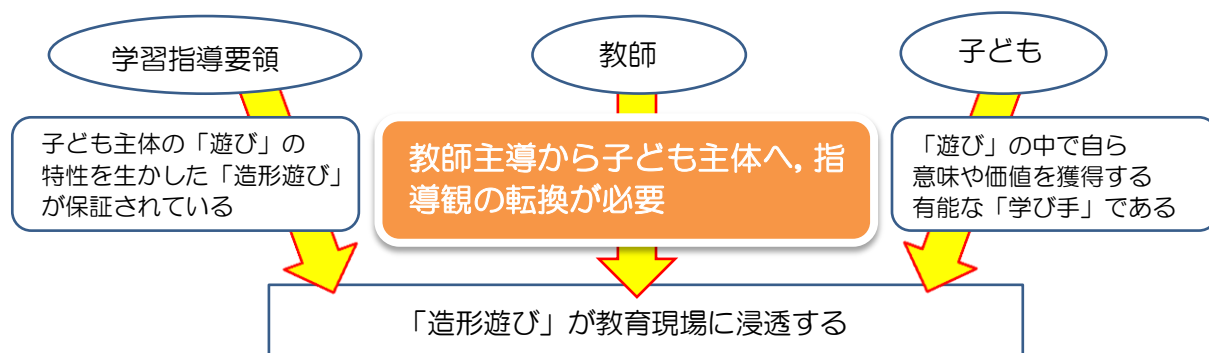 学習指導要領
教師
子ども
子ども主体の「遊び」の
特性を生かした「造形遊び」
が保証されている
教師主導から子ども主体へ,指
導観の転換が必要
「遊び」の中で自ら
意味や価値を獲得する
有能な「学び手」である
「造形遊び」が教育現場に浸透する